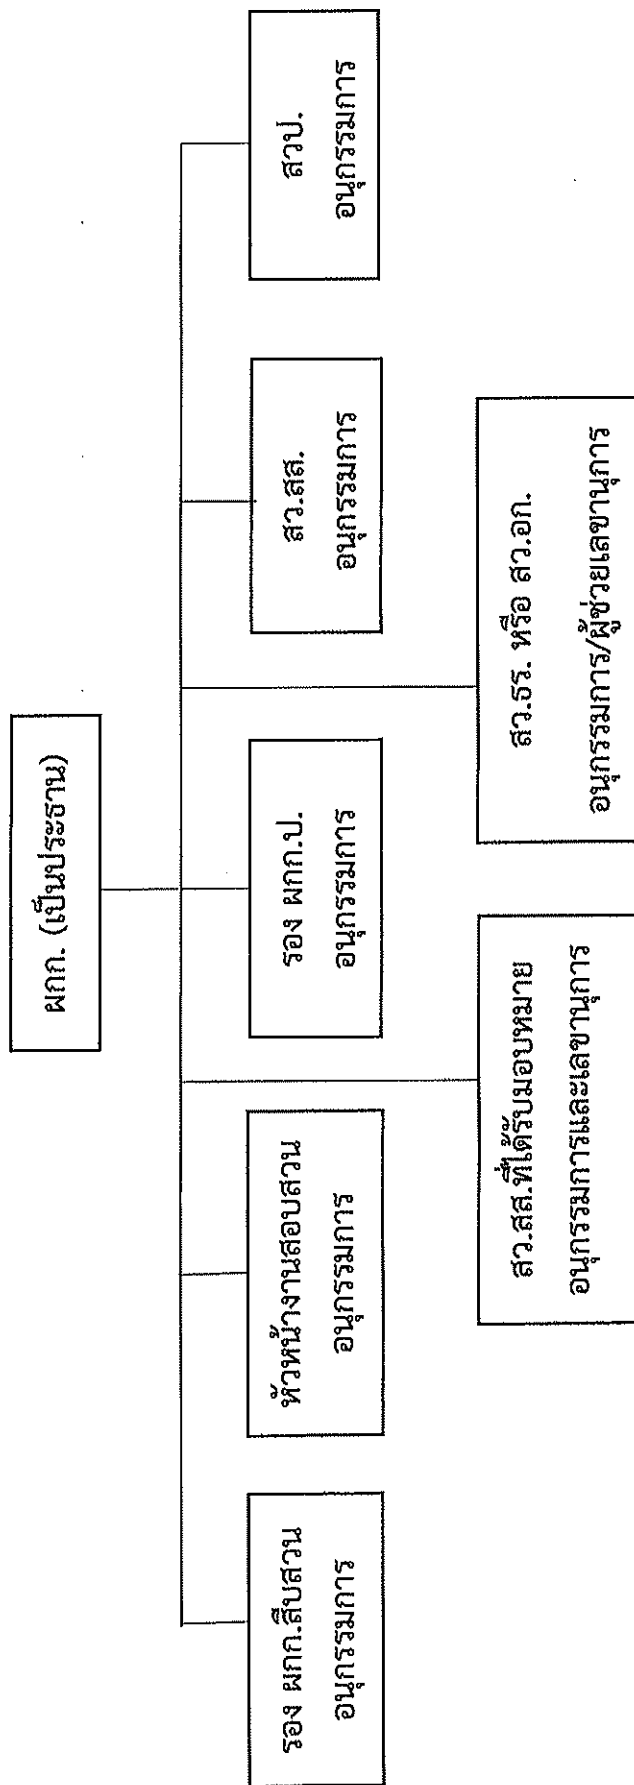 ผกก. (เป็นประธาน)
รอง ผกก.สืบสวน
อนุกรรมการ
หัวหน้างานสอบสวน
อนุกรรมการ
รอง ผกก.ป.
อนุกรรมการ
สว.สส.
อนุกรรมการ
สวป.
อนุกรรมการ
สว.สส.ที่ได้รับมอบหมาย
อนุกรรมการและเลขานุการ
สว.ธร. หรือ สว.อก.
อนุกรรมการ/ผู้ช่วยเลขานุการ